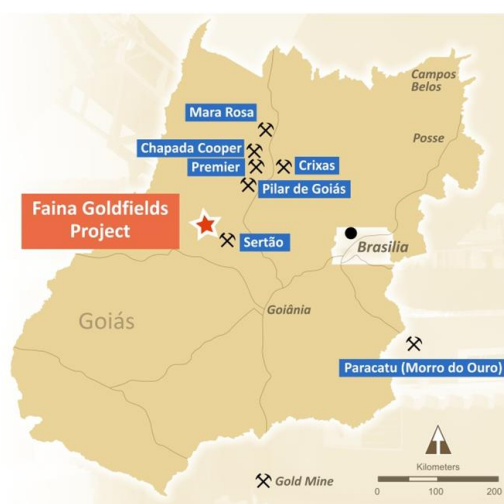 Campos
Belos
Mara Rosa
Posse
Chapada Cooper
Premier
Crixas
Pilar de Goiás
Faina Goldfields
Project
Sertão
Brasilia
Goiânia
Goiás
Paracatu (Morro do Ouro)
Kilometers
0 100 200
Gold Mine